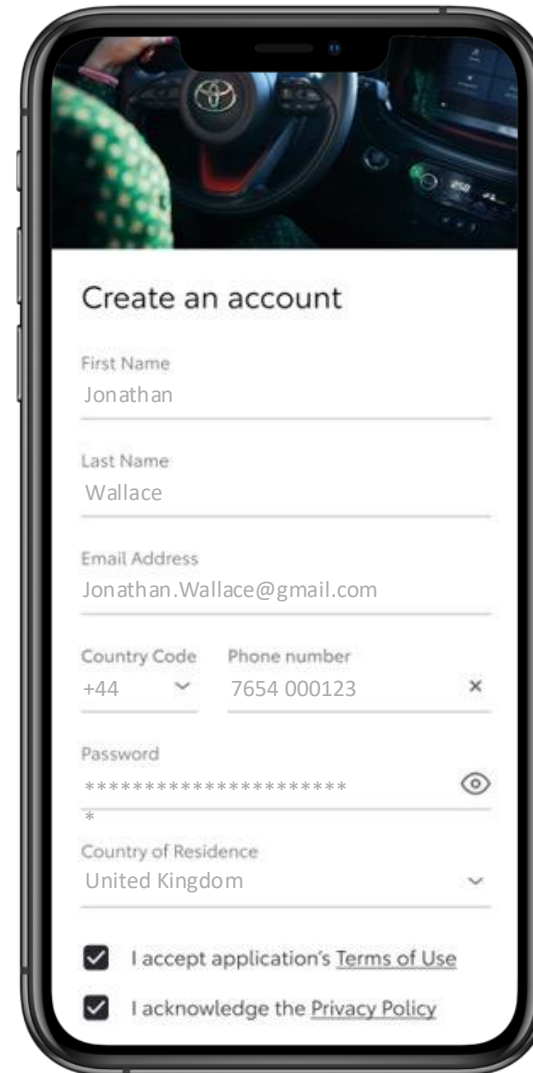 Create an account
First Name
Jonathan
Last Name
Wallace
Email Address
Jonathan.Wallace@gmail.com
Country Code Phone number
+44 7654 000123
Password
**********************
*
Country of Residence
United Kingdom
I accept application's Terms of Use
I acknowledge the Privacy Policy